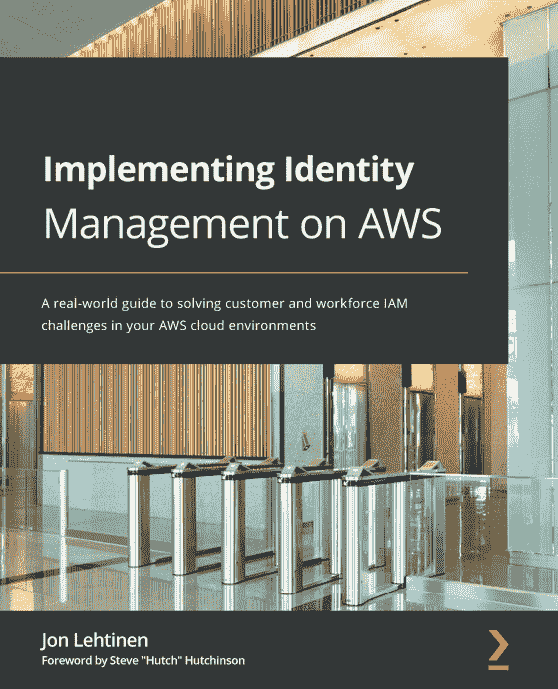 Implementing Identity
Management on AWS
A real-world guide to solving customer and workforce IAM
challenges in your AWS cloud environments
Jon Lehtinen
Foreword by Steve "Hutch" Hutchinson